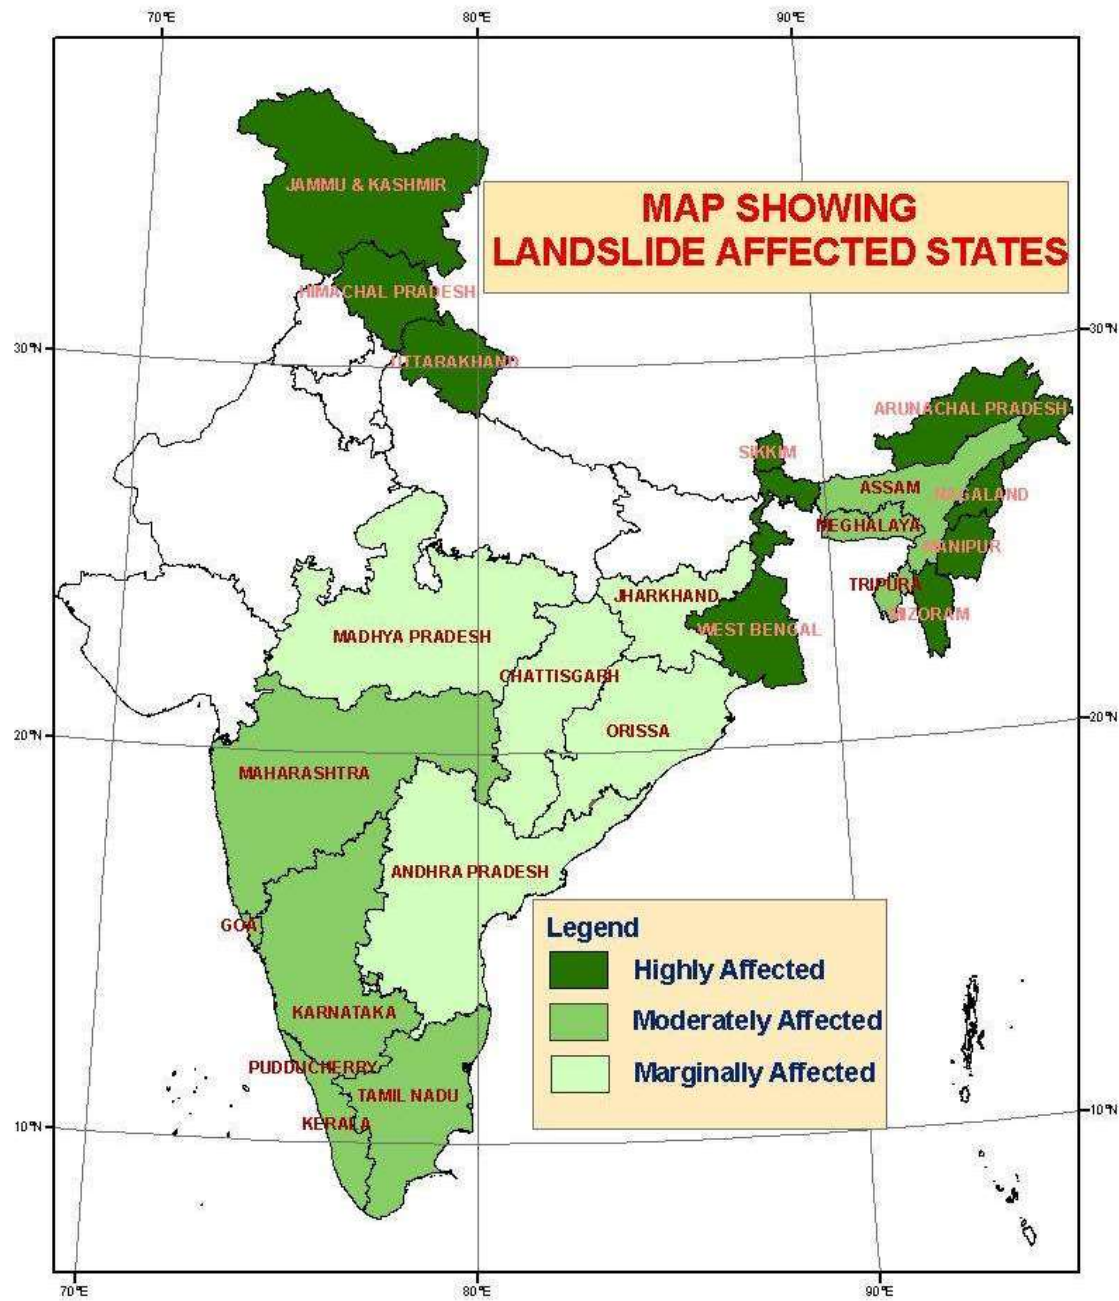 70°E 80°E 90°E
JAMMU & KASHMIR
MAP SHOWING
LANDSLIDE AFFECTED STATES
HIMACHAL PRADESH
30°N 30°N
UTTARAKHAND
ARUNACHAL PRADESH
SIKKIM
ASSAM
NAGALAND
MEGHALAYA
MANIPUR
TRIPURA
JHARKHAND
MIZORAM
WEST BENGAL
MADHYA PRADESH
CHATTISGARH
20°N 20°N
ORISSA
MAHARASHTRA
ANDHRA PRADESH
GOA
Legend
Highly Affected
Moderately Affected
Marginally Affected
KARNATAKA
PUDDUCHERRY
TAMIL NADU
KERALA
10°N 10°N
70°E 80°E 90°E